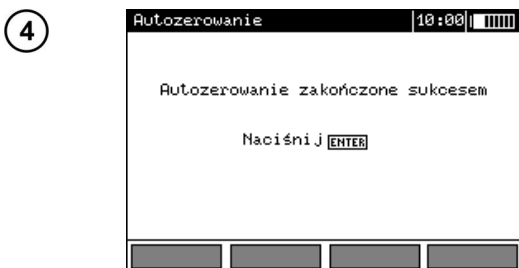 4
Autozerowanie 10:00
Autozerowanie zakończone sukcesem
Naciśnij ENTER